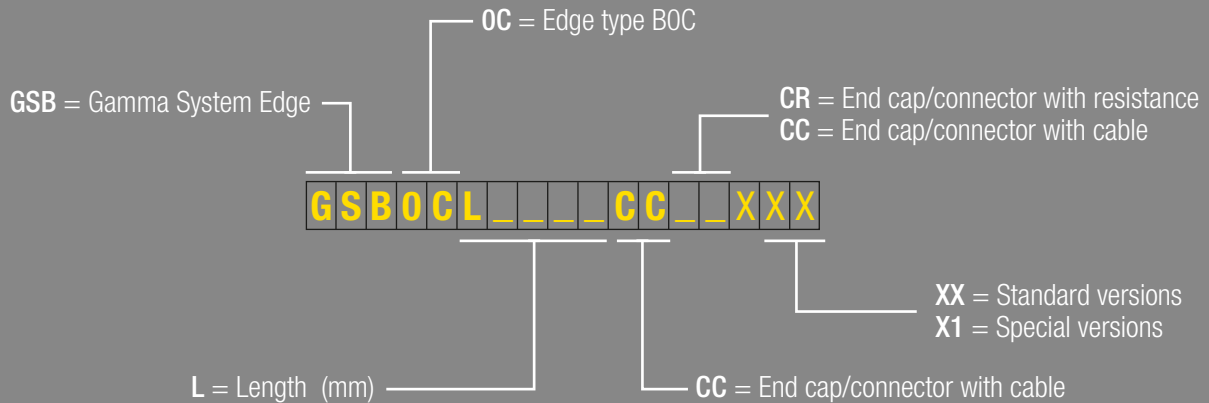 0C = Edge type BOC
GSB = Gamma System Edge
CR = End cap/connector with resistance
CC = End cap/connector with cable
GSB0CL____CC__XXX
XX = Standard versions
X1 = Special versions
L = Length (mm)
CC = End cap/connector with cable